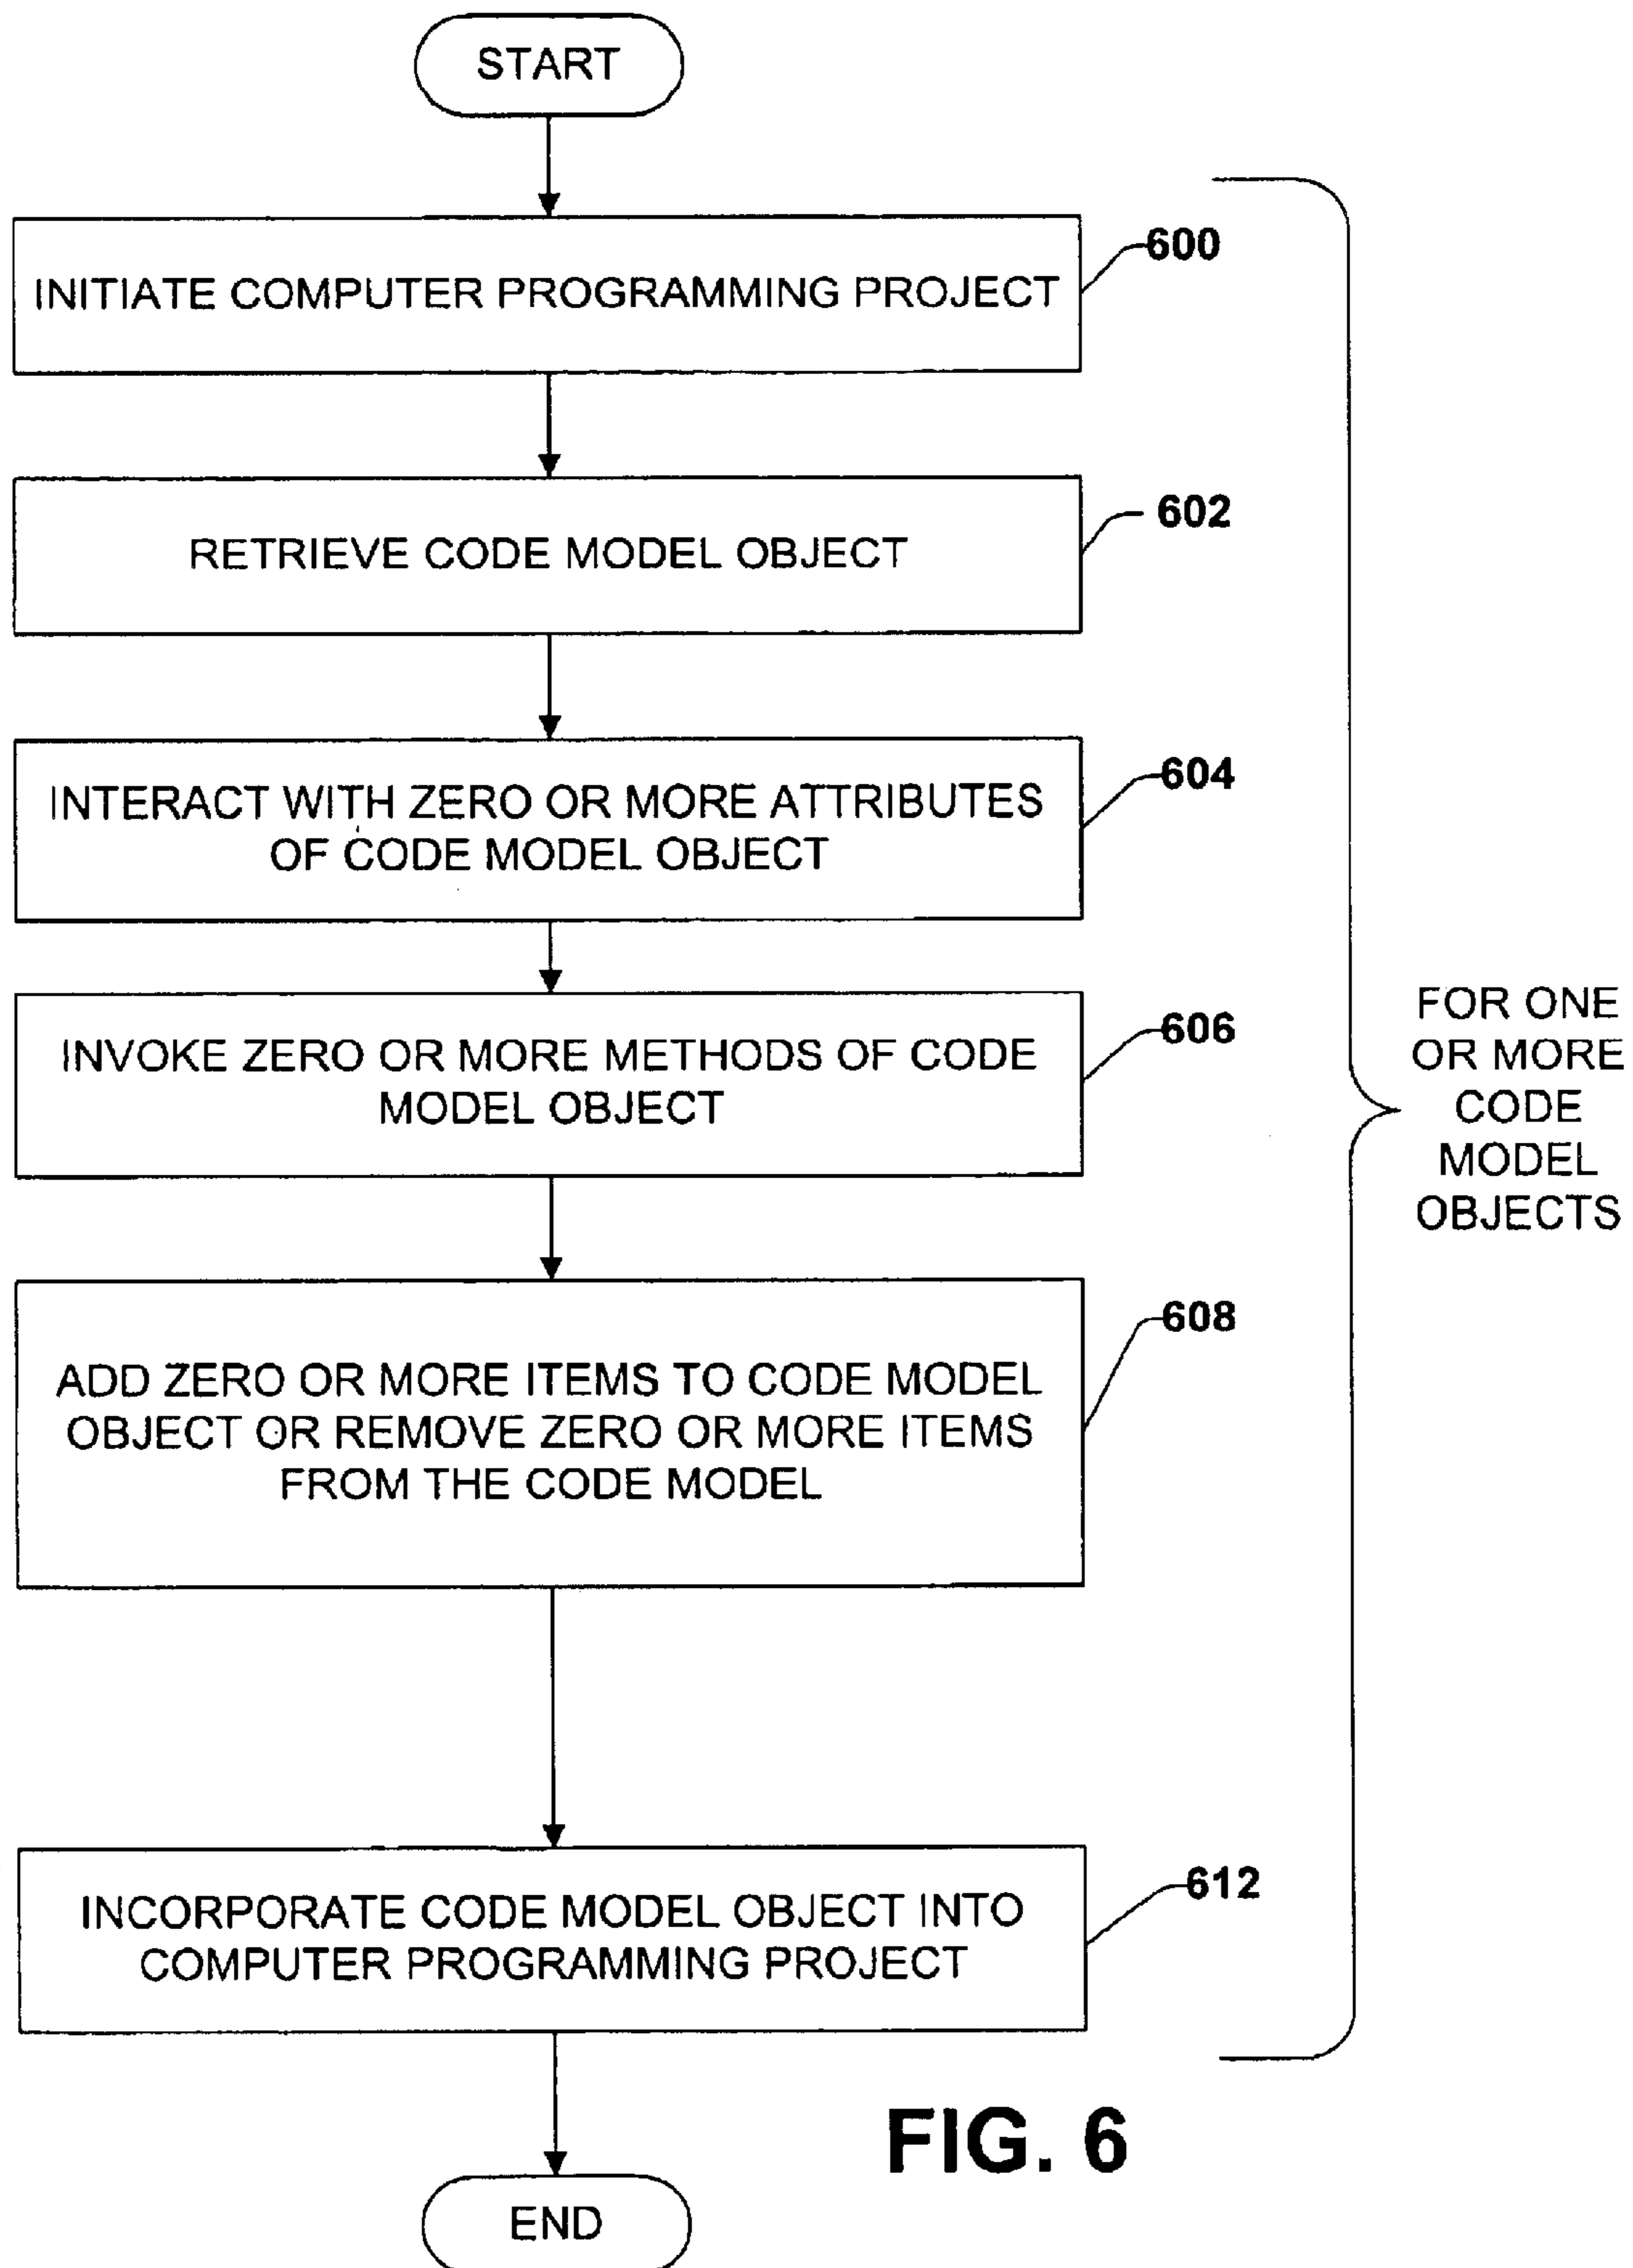 START
600
INITIATE COMPUTER PROGRAMMING PROJECT
602
RETRIEVE CODE MODEL OBJECT
604
INTERACT WITH ZERO OR MORE ATTRIBUTES
OF CODE MODEL OBJECT
606
INVOKE ZERO OR MORE METHODS OF CODE
MODEL OBJECT
FOR ONE
OR MORE
CODE
MODEL
OBJECTS
608
ADD ZERO OR MORE ITEMS TO CODE MODEL
OBJECT OR REMOVE ZERO OR MORE ITEMS
FROM THE CODE MODEL
612
INCORPORATE CODE MODEL OBJECT INTO
COMPUTER PROGRAMMING PROJECT
FIG. 6
END